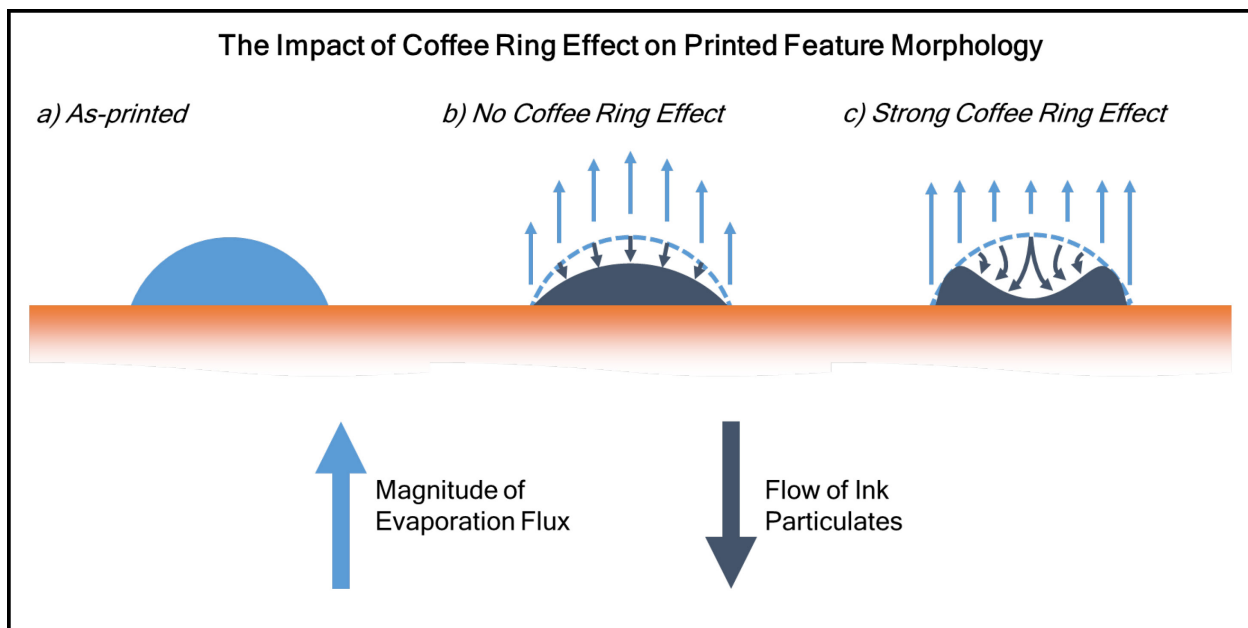 The Impact of Coffee Ring Effect on Printed Feature Morphology
a) As-printed
b) No Coffee Ring Effect
c) Strong Coffee Ring Effect
Magnitude of
Evaporation Flux
Flow of Ink
Particulates